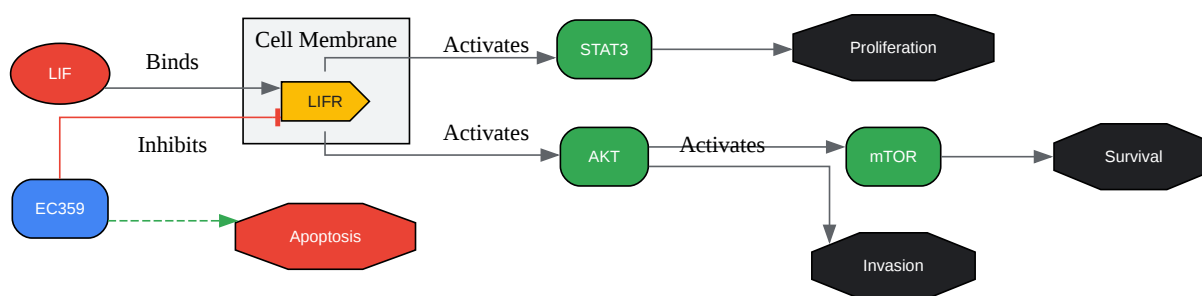 Cell Membrane
LIF
Binds
LIFR
Activates
STAT3
Proliferation
Inhibits
Activates
AKT
Activates
mTOR
Survival
EC359
Apoptosis
Invasion